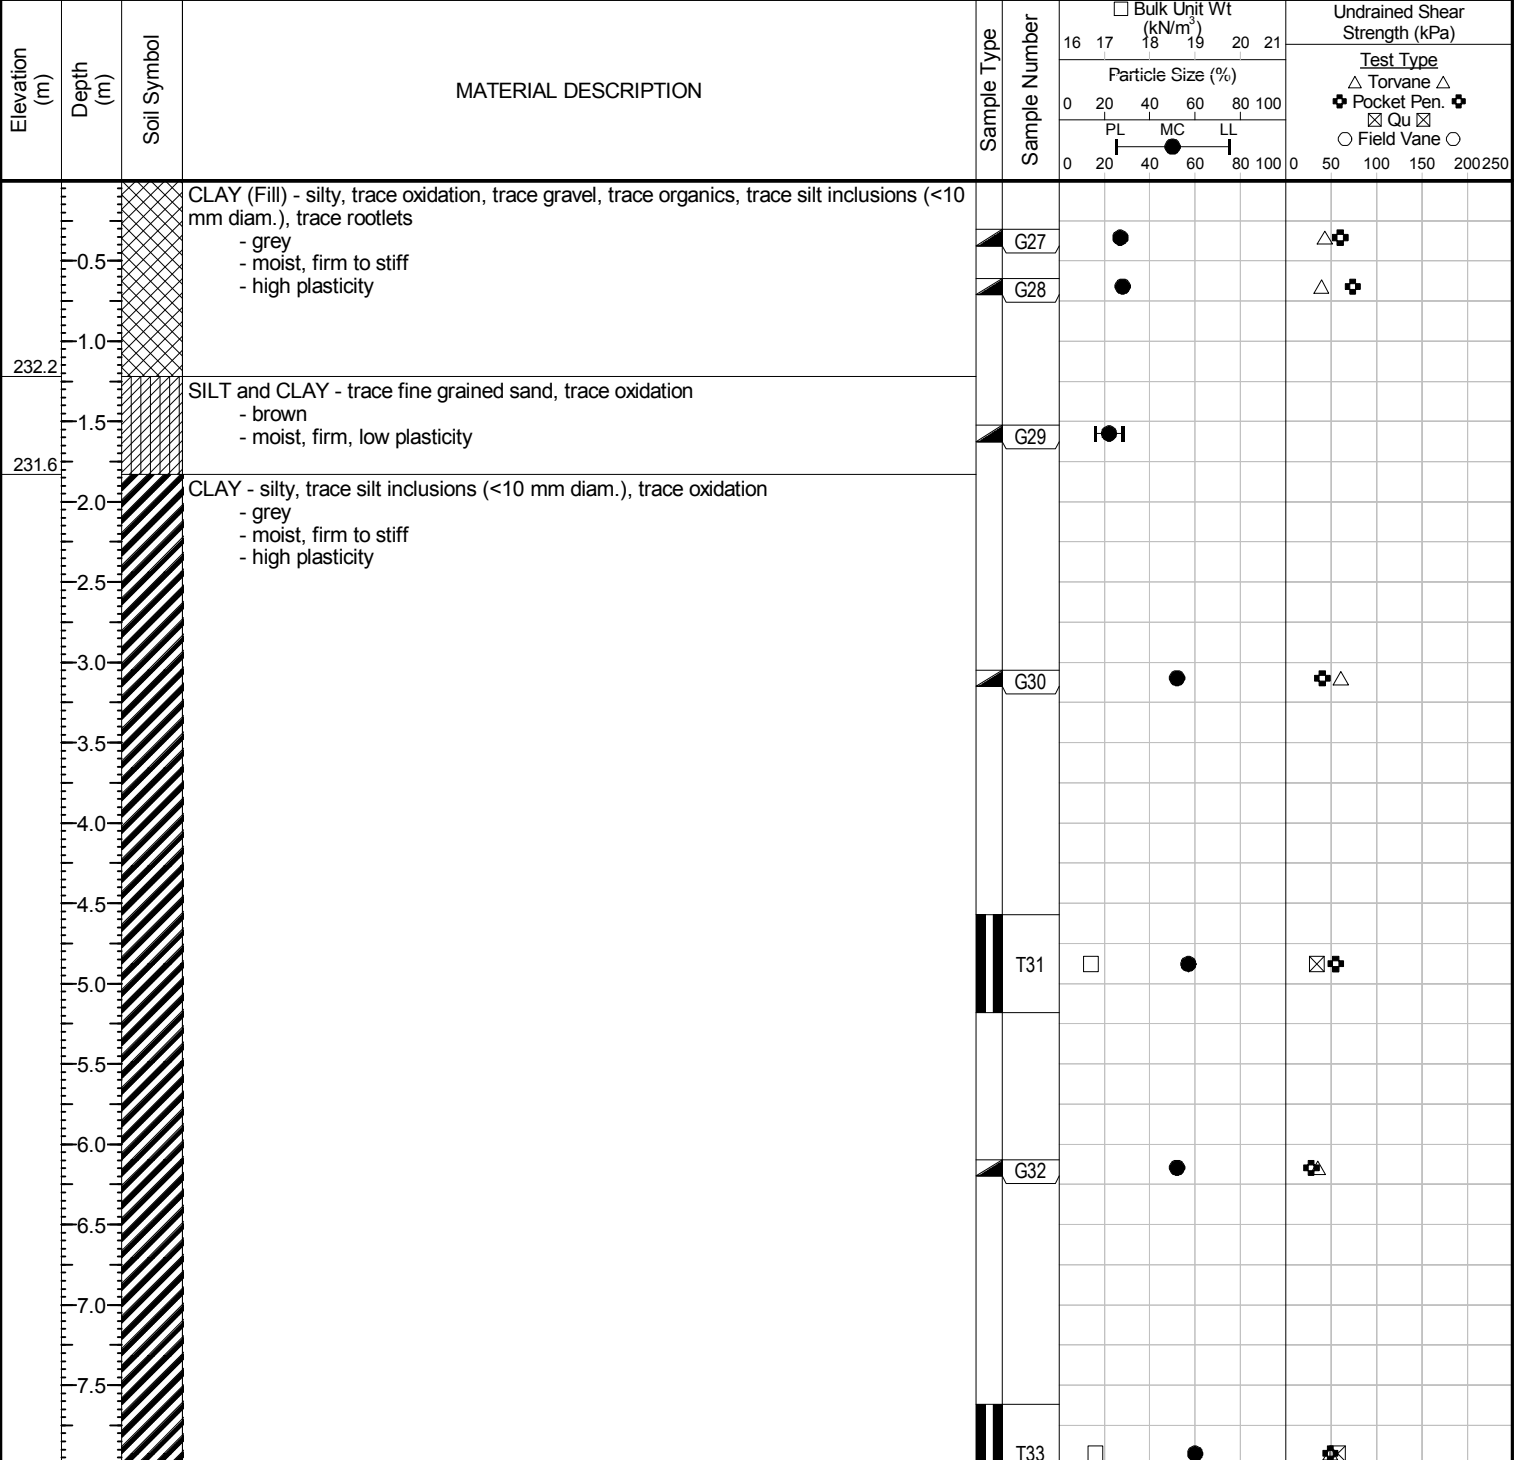 Elevation
(m)
Depth
(m)
Soil Symbol
MATERIAL DESCRIPTION
Sample Type
Sample Number
Bulk Unit Wt
(kN/m3)
16 17 18 19 20 21
Particle Size (%)
0 20 40 60 80 100
PL MC LL
0 20 40 60 80 100
Undrained Shear
Strength (kPa)
Test Type
△ Torvane △
Pocket Pen.
☒ Qu ☒
○ Field Vane ○
0 50 100 150 200 250
CLAY (Fill) - silty, trace oxidation, trace gravel, trace organics, trace silt inclusions (<10
mm diam.), trace rootlets
- grey
- moist, firm to stiff
- high plasticity
G27
0.5
G28
1.0
232.2
SILT and CLAY - trace fine grained sand, trace oxidation
- brown
- moist, firm, low plasticity
1.5
G29
231.6
CLAY - silty, trace silt inclusions (<10 mm diam.), trace oxidation
- grey
- moist, firm to stiff
- high plasticity
2.0
2.5
3.0
G30
3.5
4.0
4.5
T31
5.0
5.5
6.0
G32
6.5
7.0
7.5
T33